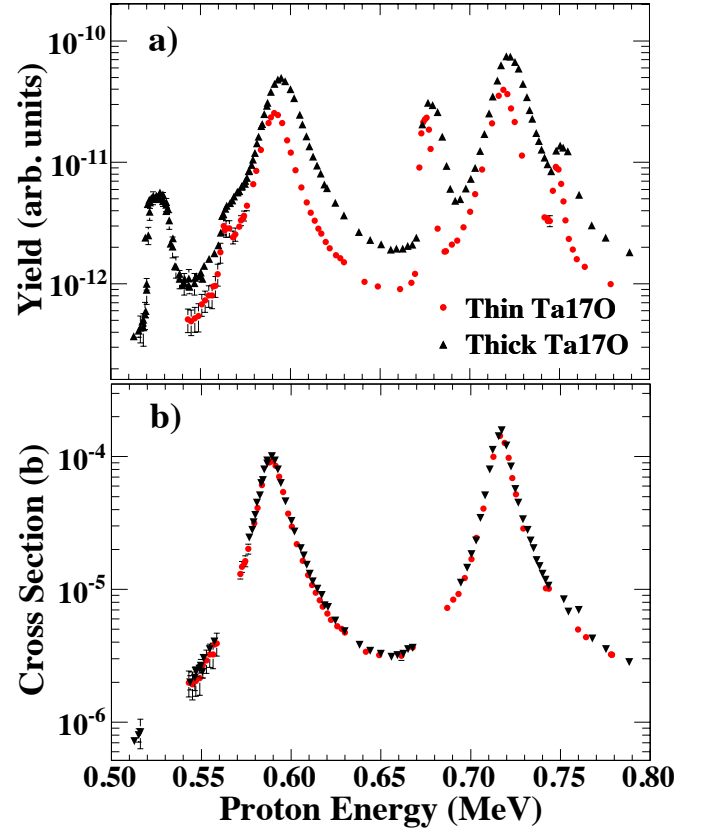 a)
10^-10
10^-11
10^-12
Yield (arb. units)
Thin Ta17O
Thick Ta17O
b)
10^-4
10^-5
10^-6
Cross Section (b)
0.50 0.55 0.60 0.65 0.70 0.75 0.80
Proton Energy (MeV)